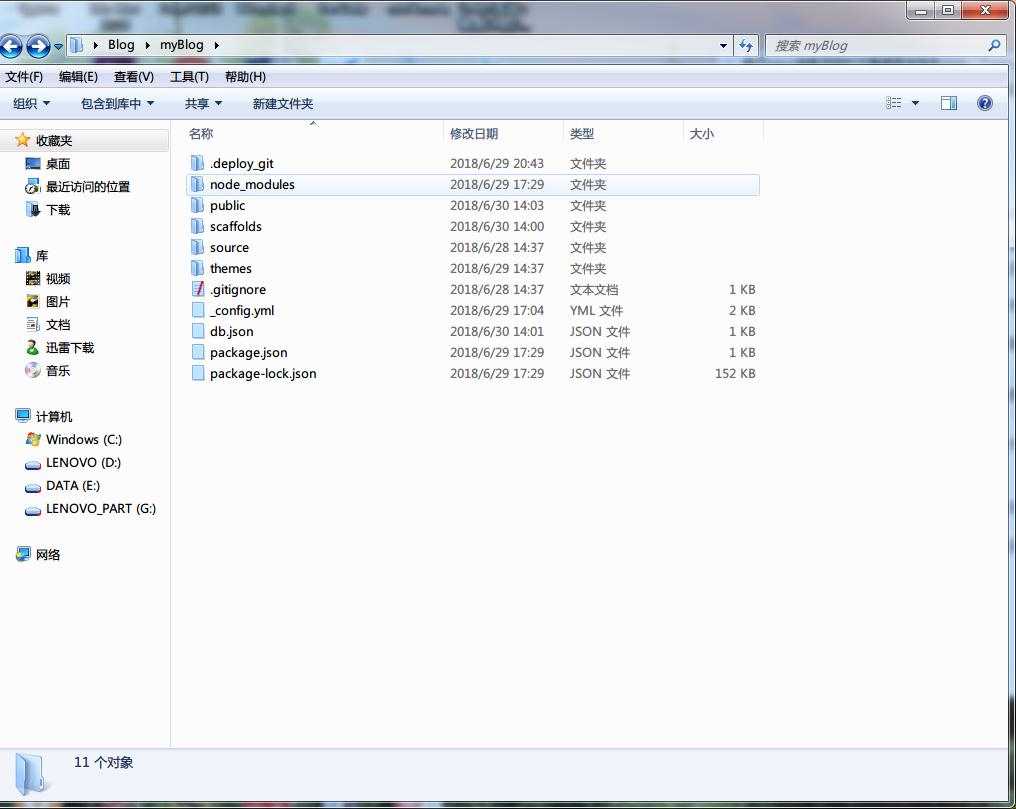 Blog myBlog 搜索 myBlog
文件(F) 编辑(E) 查看(V) 工具(T) 帮助(H)
组织 包含到库中 共享 新建文件夹
收藏夹
桌面
最近访问的位置
下载
库
视频
图片
文档
迅雷下载
音乐
计算机
Windows (C:)
LENOVO (D:)
DATA (E:)
LENOVO_PART (G:)
网络
名称 修改日期 类型 大小
.deploy_git 2018/6/29 20:43 文件夹
node_modules 2018/6/29 17:29 文件夹
public 2018/6/30 14:03 文件夹
scaffolds 2018/6/30 14:00 文件夹
source 2018/6/28 14:37 文件夹
themes 2018/6/29 14:37 文件夹
.gitignore 2018/6/28 14:37 文本文档 1 KB
_config.yml 2018/6/29 17:04 YML 文件 2 KB
db.json 2018/6/30 14:01 JSON 文件 1 KB
package.json 2018/6/29 17:29 JSON 文件 1 KB
package-lock.json 2018/6/29 17:29 JSON 文件 152 KB
11 个对象